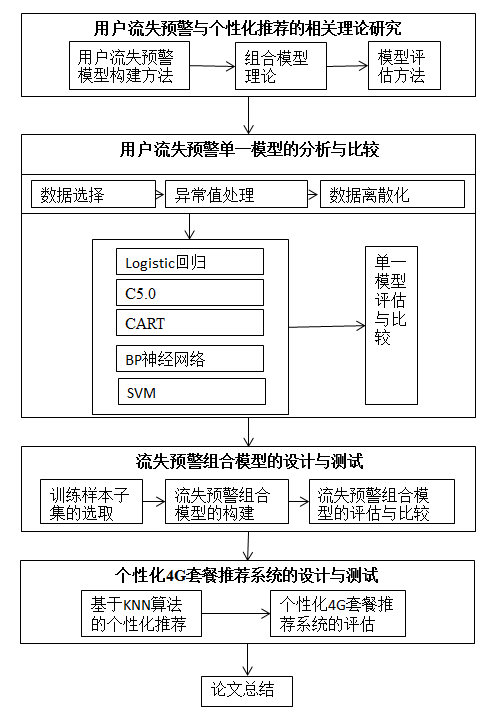 用户流失预警与个性化推荐的相关理论研究
用户流失预警
模型构建方法
组合模型
理论
模型评
估方法
用户流失预警单一模型的分析与比较
数据选择
异常值处理
数据离散化
Logistic回归
C5.0
CART
BP神经网络
SVM
单一
模型
评估
与比
较
流失预警组合模型的设计与测试
训练样本子
集的选取
流失预警组合
模型的构建
流失预警组合模
型的评估与比较
个性化4G套餐推荐系统的设计与测试
基于KNN算法
的个性化推荐
个性化4G套餐推
荐系统的评估
论文总结